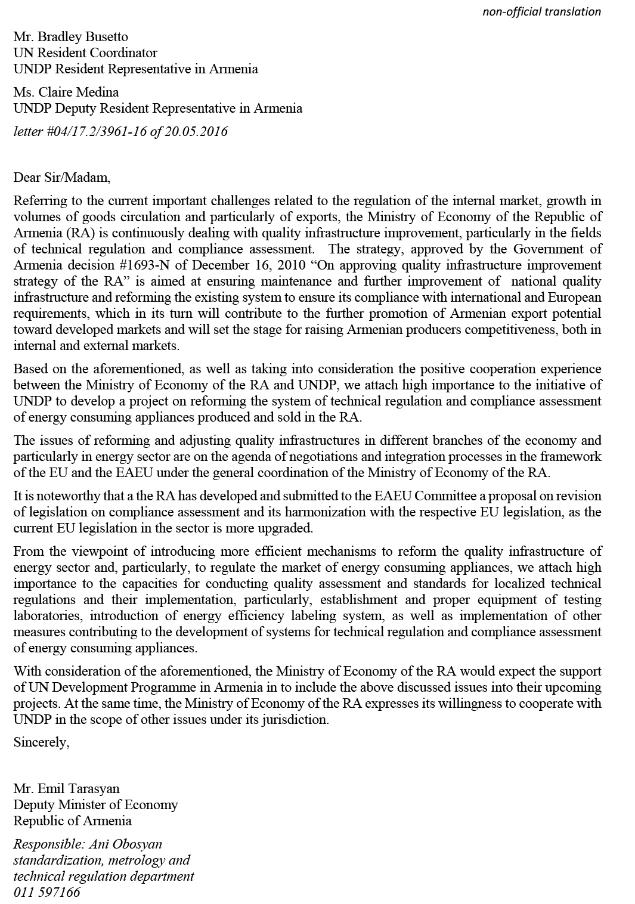 non-official translation
Mr. Bradley Busetto
UN Resident Coordinator
UNDP Resident Representative in Armenia
Ms. Claire Medina
UNDP Deputy Resident Representative in Armenia
letter #04/17.2/3961-16 of 20.05.2016
Dear Sir/Madam,
Referring to the current important challenges related to the regulation of the internal market, growth in
volumes of goods circulation and particularly of exports, the Ministry of Economy of the Republic of
Armenia (RA) is continuously dealing with quality infrastructure improvement, particularly in the fields
of technical regulation and compliance assessment. The strategy, approved by the Government of
Armenia decision #1693-N of December 16, 2010 “On approving quality infrastructure improvement
strategy of the RA” is aimed at ensuring maintenance and further improvement of national quality
infrastructure and reforming the existing system to ensure its compliance with international and European
requirements, which in its turn will contribute to the further promotion of Armenian export potential
toward developed markets and will set the stage for raising Armenian producers competitiveness, both in
internal and external markets.
Based on the aforementioned, as well as taking into consideration the positive cooperation experience
between the Ministry of Economy of the RA and UNDP, we attach high importance to the initiative of
UNDP to develop a project on reforming the system of technical regulation and compliance assessment
of energy consuming appliances produced and sold in the RA.
The issues of reforming and adjusting quality infrastructures in different branches of the economy and
particularly in energy sector are on the agenda of negotiations and integration processes in the framework
of the EU and the EAEU under the general coordination of the Ministry of Economy of the RA.
It is noteworthy that a the RA has developed and submitted to the EAEU Committee a proposal on revision
of legislation on compliance assessment and its harmonization with the respective EU legislation, as the
current EU legislation in the sector is more upgraded.
From the viewpoint of introducing more efficient mechanisms to reform the quality infrastructure of
energy sector and, particularly, to regulate the market of energy consuming appliances, we attach high
importance to the capacities for conducting quality assessment and standards for localized technical
regulations and their implementation, particularly, establishment and proper equipment of testing
laboratories, introduction of energy efficiency labeling system, as well as implementation of other
measures contributing to the development of systems for technical regulation and compliance assessment
of energy consuming appliances.
With consideration of the aforementioned, the Ministry of Economy of the RA would expect the support
of UN Development Programme in Armenia in to include the above discussed issues into their upcoming
projects. At the same time, the Ministry of Economy of the RA expresses its willingness to cooperate with
UNDP in the scope of other issues under its jurisdiction.
Sincerely,
Mr. Emil Tarasyan
Deputy Minister of Economy
Republic of Armenia
Responsible: Ani Obosyan
standardization, metrology and
technical regulation department
011 597166